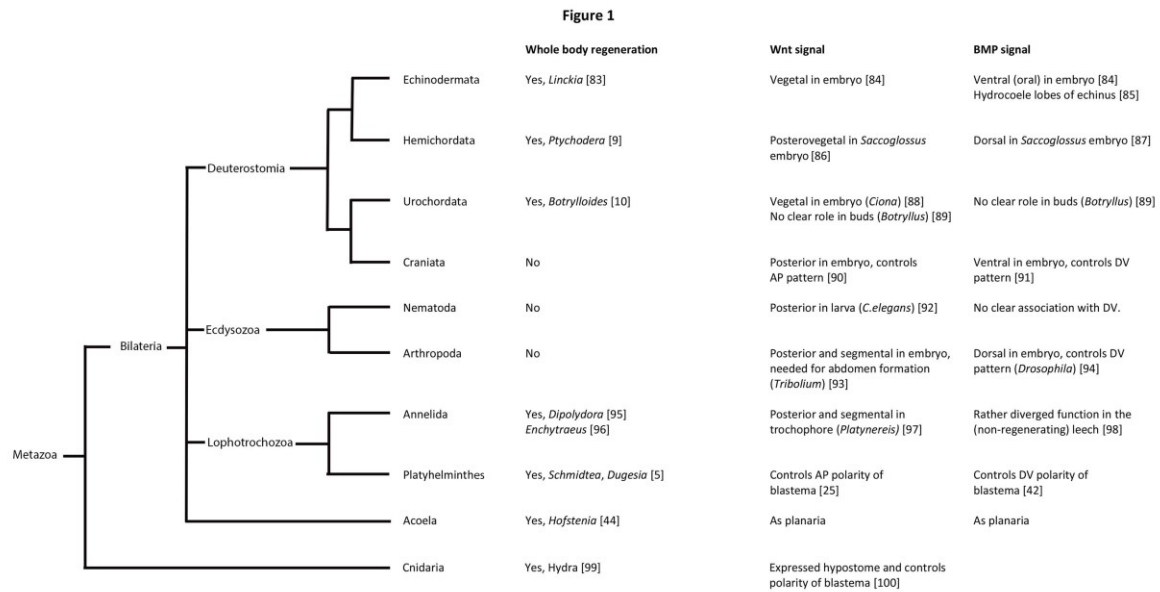 Figure 1
Whole body regeneration Wnt signal BMP signal
Echinodermata Yes, Linckia [83] Vegetal in embryo [84] Ventral (oral) in embryo [84]
Hydrocoele lobes of echinus [85]
Hemichordata Yes, Ptychodera [9] Posterovegetal in Saccoglossus Dorsal in Saccoglossus embryo [87]
embryo [86]
Deuterostomia
Urochordata Yes, Botrylloides [10] Vegetal in embryo (Ciona) [88] No clear role in buds (Botryllus) [89]
No clear role in buds (Botryllus) [89]
Craniata No Posterior in embryo, controls Ventral in embryo, controls DV
AP pattern [90] pattern [91]
Nematoda No Posterior in larva (C.elegans) [92] No clear association with DV.
Ecdysozoa
Bilateria
Arthropoda No Posterior and segmental in embryo, Dorsal in embryo, controls DV
needed for abdomen formation pattern (Drosophila) [94]
(Tribolium) [93]
Annelida Yes, Dipolydora [95] Posterior and segmental in Rather diverged function in the
Enchytraeus [96] trochophore (Platynereis) [97] (non-regenerating) leech [98]
Lophotrochozoa
Metazoa
Platyhelminthes Yes, Schmidtea, Dugesia [5] Controls AP polarity of Controls DV polarity of
blastema [25] blastema [42]
Acoela Yes, Hofstenia [44] As planaria As planaria
Cnidaria Yes, Hydra [99] Expressed hypostome and controls
polarity of blastema [100]